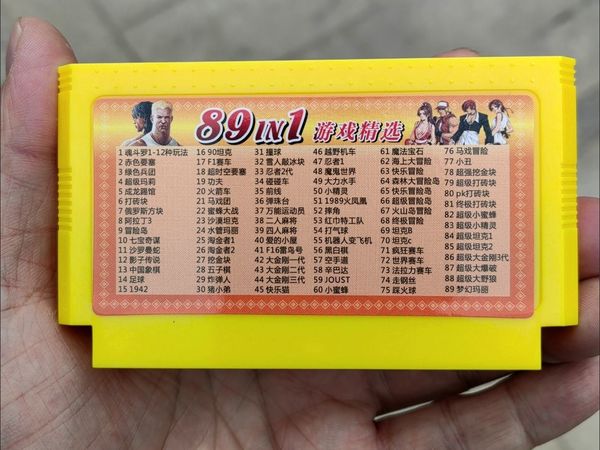 89 IN 1 游戏精选
1 魂斗罗1-12种玩法
2 赤色要塞
3 绿色兵团
4 超级玛莉
5 成龙踢馆
6 打砖块
7 俄罗斯方块
8 阿拉丁3
9 冒险岛
10 七宝奇谋
11 沙罗曼蛇
12 影子传说
13 中国象棋
14 足球
15 1942
16 90坦克
17 F1赛车
18 超时空要赛
19 功夫
20 火箭车
21 马戏团
22 蜜蜂大战
23 沙漠坦克
24 水管玛丽
25 淘金者1
26 淘金者2
27 挖金块
28 五子棋
29 炸弹人
30 猪小弟
31 撞球
32 雪人敲冰块
33 忍者2代
34 碰碰车
35 前线
36 弹珠台
37 万能运动员
38 二人麻将
39 四人麻将
40 爱的小屋
41 F16雷鸟号
42 大金刚一代
43 大金刚二代
44 大金刚三代
45 快乐猫
46 越野机车
47 忍者1
48 魔鬼世界
49 大力水手
50 小精灵
51 1989火凤凰
52 摔角
53 红巾特工队
54 打气球
55 机器人变飞机
56 黑白棋
57 空手道
58 辛巴达
59 JOUST
60 小蜜蜂
61 魔法宝石
62 海上大冒险
63 快乐冒险
64 森林大冒险岛
65 快乐冒险岛
66 超级冒险岛
67 火山岛冒险
68 终极冒险
69 坦克B
70 坦克c
71 疯狂赛车
72 世界赛车
73 法拉力赛车
74 走钢丝
75 踩火球
76 马戏冒险
77 小丑
78 超强挖金块
79 超级打砖块
80 pk打砖块
81 终极打砖块
82 超级小蜜蜂
83 超级小精灵
84 超级坦克1
85 超级坦克2
86 超级大金刚3代
87 超级大爆破
88 超级大野狼
89 梦幻玛丽